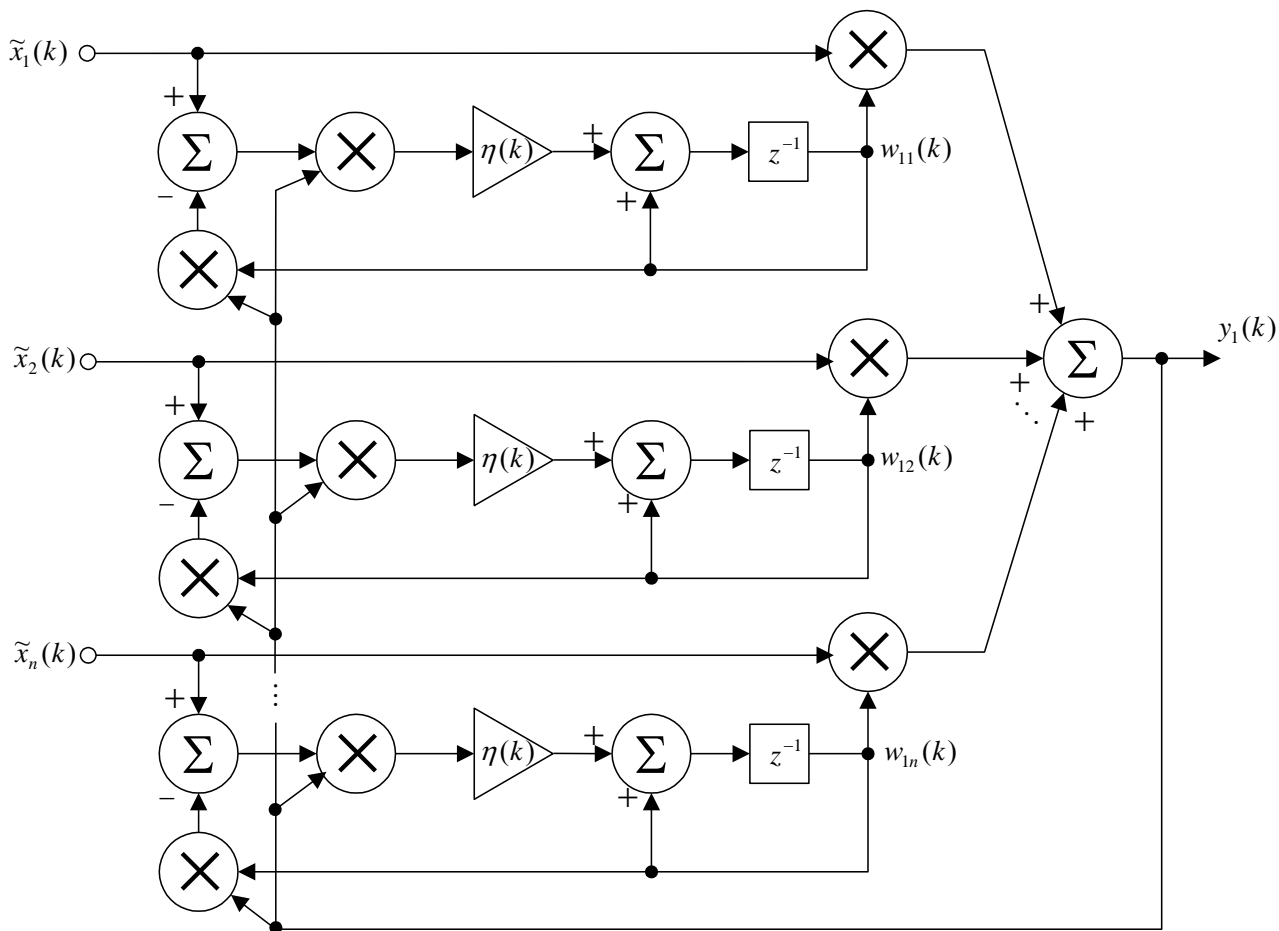 x̃₁(k)
+
Σ
η(k)
+
Σ
z⁻¹
w₁₁(k)
−
+
+
x̃₂(k)
Σ
y₁(k)
+
⋱
+
+
Σ
η(k)
+
Σ
z⁻¹
w₁₂(k)
−
+
x̃ₙ(k)
⋮
+
Σ
η(k)
+
Σ
z⁻¹
w₁ₙ(k)
−
+